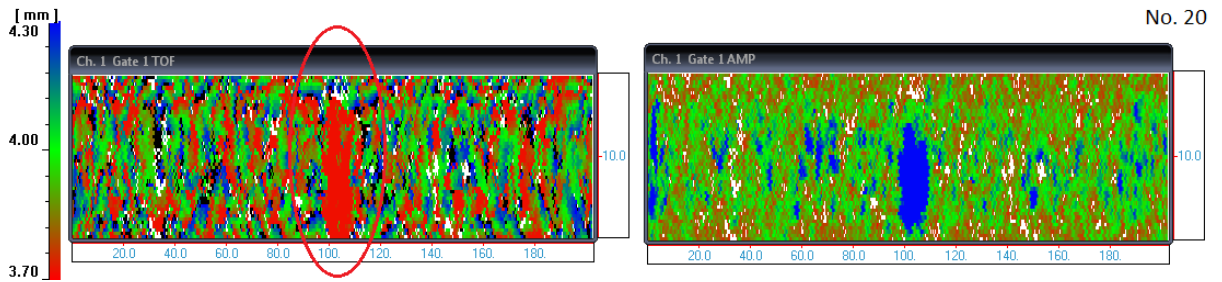 No. 20
[ mm ]
4.30
4.00
3.70
Ch. 1 Gate 1 TOF
10.0
20.0 40.0 60.0 80.0 100. 120. 140. 160. 180.
Ch. 1 Gate 1 AMP
10.0
20.0 40.0 60.0 80.0 100. 120. 140. 160. 180.